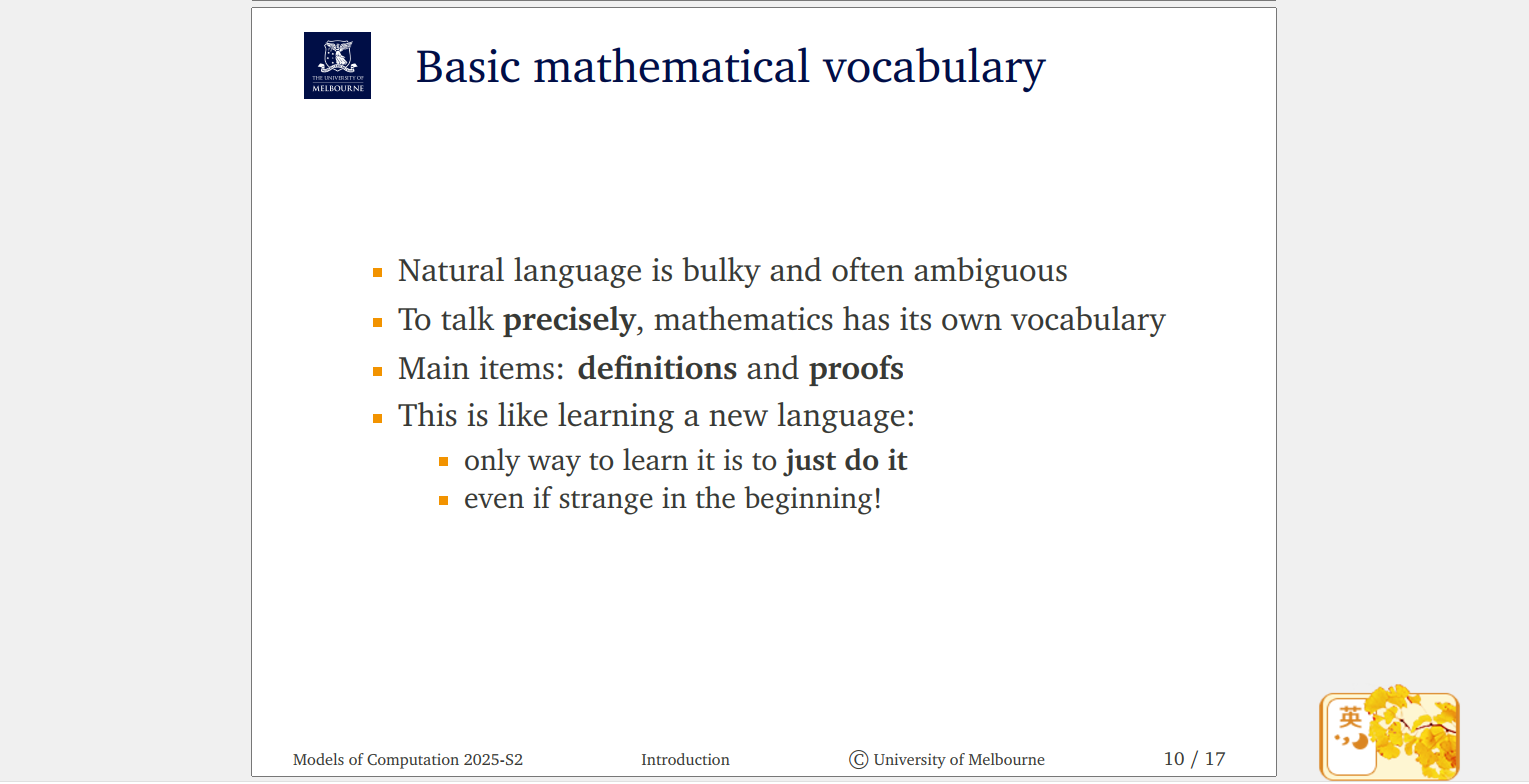 THE UNIVERSITY OF
MELBOURNE
Basic mathematical vocabulary
Natural language is bulky and often ambiguous
To talk precisely, mathematics has its own vocabulary
Main items: definitions and proofs
This is like learning a new language:
only way to learn it is to just do it
even if strange in the beginning!
英
Models of Computation 2025-S2 Introduction © University of Melbourne 10 / 17